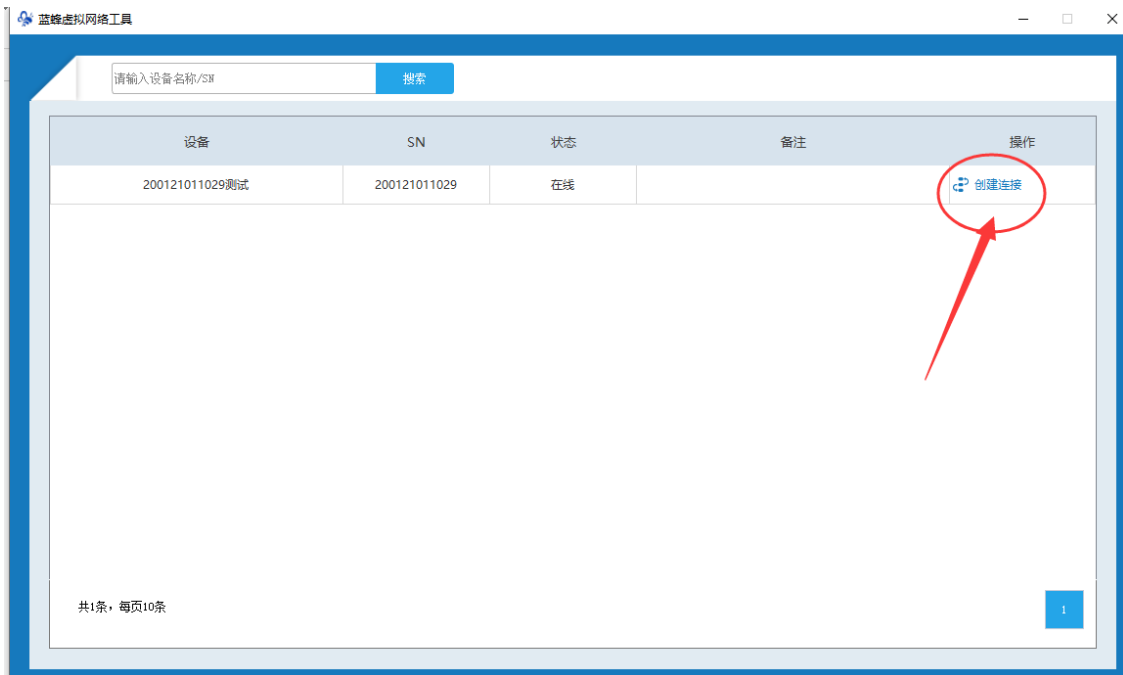 蓝蜂虚拟网络工具
请输入设备名称/SN 搜索
设备 SN 状态 备注 操作
200121011029测试 200121011029 在线 创建连接
共1条，每页10条 1